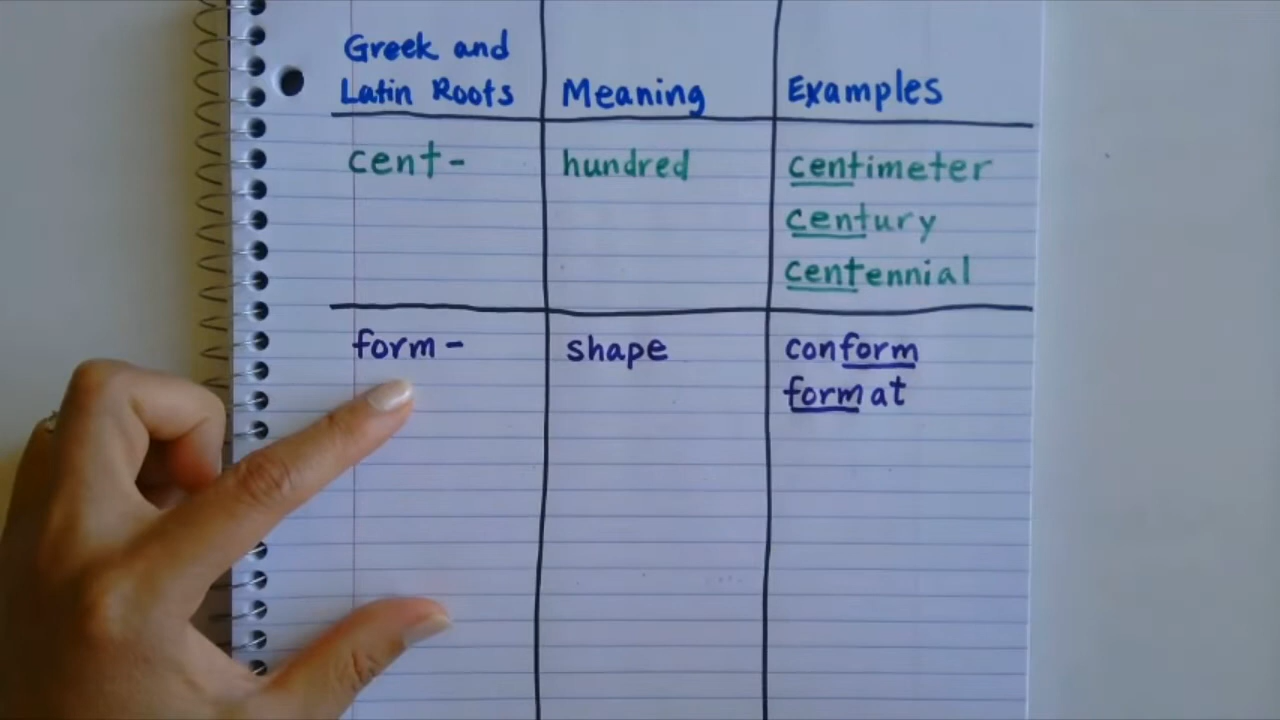 Greek and
Latin Roots
Meaning
Examples
cent-
hundred
centimeter
century
centennial
form-
shape
conform
format